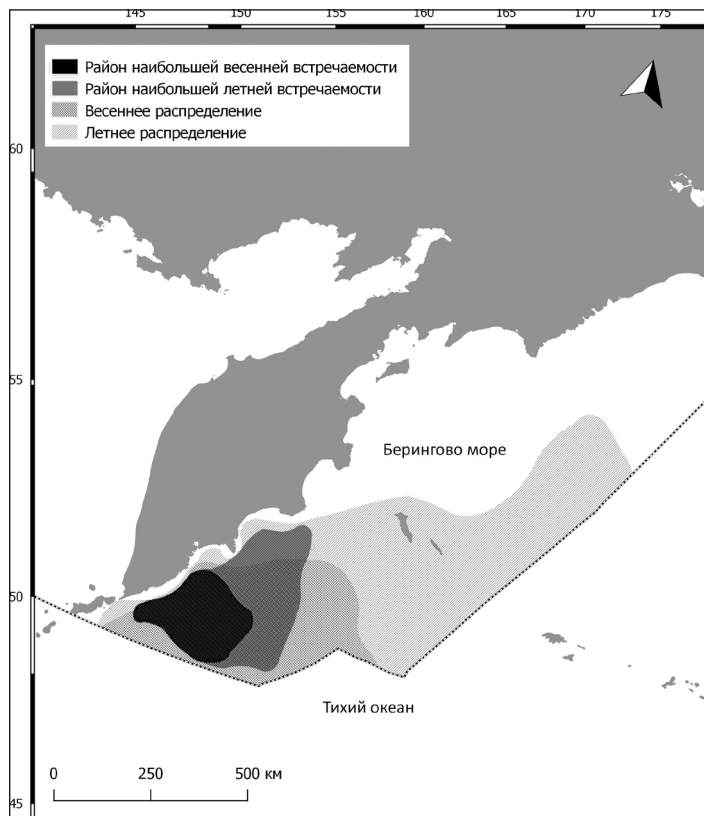 145 150 155 160 165 170 175
Район наибольшей весенней встречаемости
Район наибольшей летней встречаемости
Весеннее распределение
Летнее распределение
60
55
Берингово море
50
Тихий океан
0 250 500 км
45